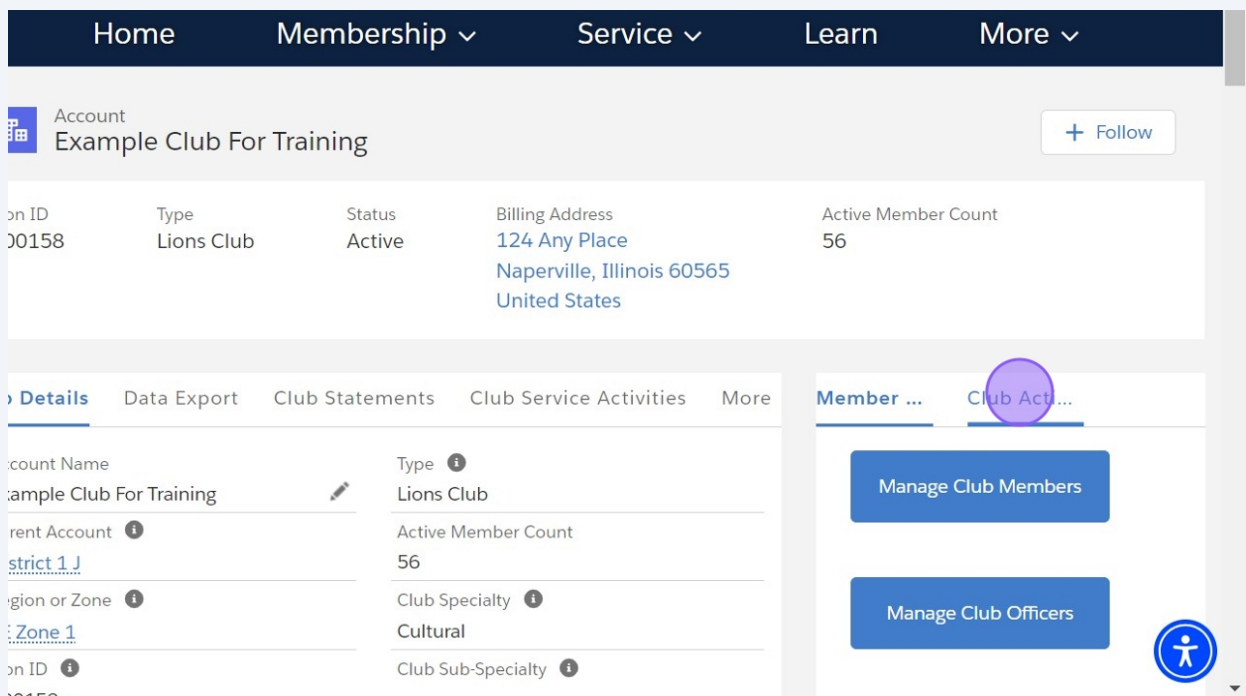 Home Membership Service Learn More
Account
Example Club For Training
+ Follow
on ID Type Status Billing Address Active Member Count
00158 Lions Club Active 124 Any Place 56
Naperville, Illinois 60565
United States
Details Data Export Club Statements Club Service Activities More Member ... Club Acti...
ccount Name Type
ample Club For Training Lions Club
Manage Club Members
rent Account Active Member Count
strict 1 J 56
egion or Zone Club Specialty
E Zone 1 Cultural
Manage Club Officers
on ID Club Sub-Specialty